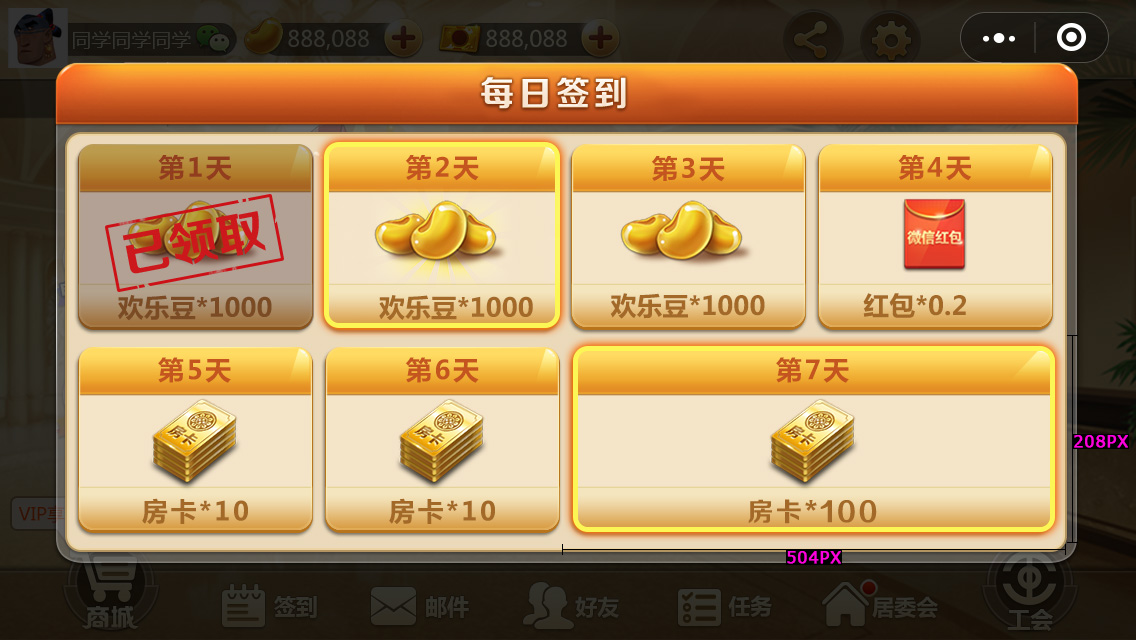 同学同学同学
888,088
888,088
每日签到
第1天
已领取
欢乐豆*1000
第2天
欢乐豆*1000
第3天
欢乐豆*1000
第4天
微信红包
红包*0.2
第5天
房卡
房卡*10
第6天
房卡
房卡*10
第7天
房卡
房卡*100
208PX
504PX
VIP享
商城
签到
邮件
好友
任务
居委会
工会